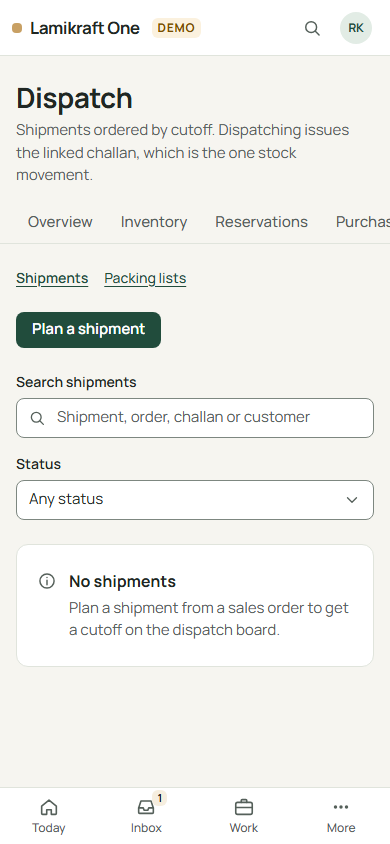 Lamikraft One DEMO RK
Dispatch
Shipments ordered by cutoff. Dispatching issues
the linked challan, which is the one stock
movement.
Overview Inventory Reservations Purchas
Shipments Packing lists
Plan a shipment
Search shipments
Shipment, order, challan or customer
Status
Any status
No shipments
Plan a shipment from a sales order to get
a cutoff on the dispatch board.
1
Today Inbox Work More